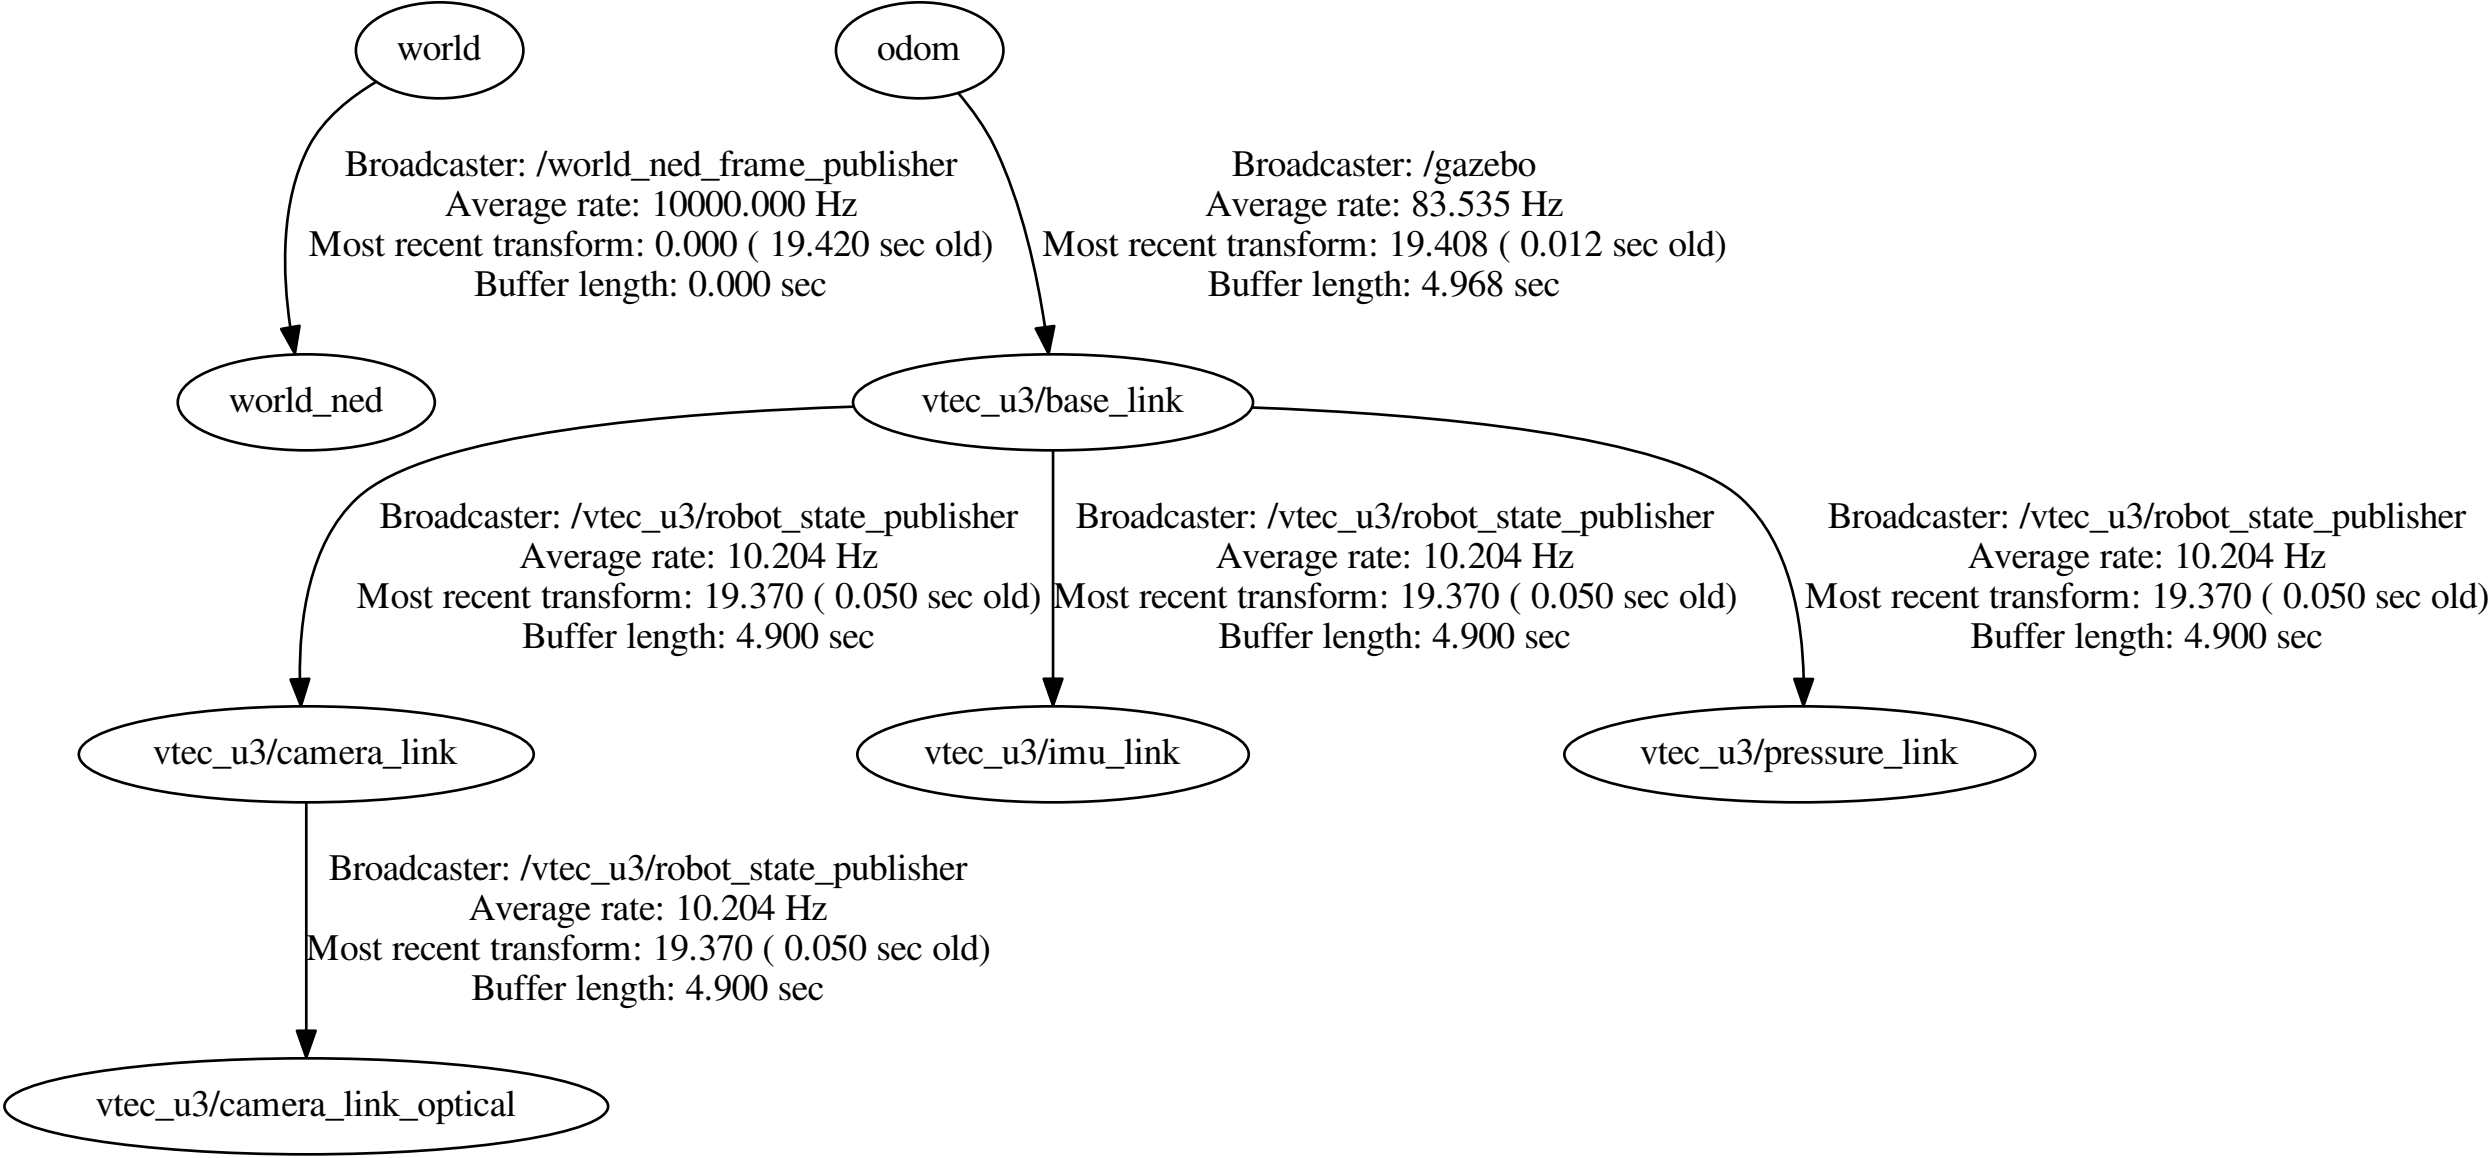 world
odom
Broadcaster: /world_ned_frame_publisher
Average rate: 10000.000 Hz
Most recent transform: 0.000 ( 19.420 sec old)
Buffer length: 0.000 sec
Broadcaster: /gazebo
Average rate: 83.535 Hz
Most recent transform: 19.408 ( 0.012 sec old)
Buffer length: 4.968 sec
world_ned
vtec_u3/base_link
Broadcaster: /vtec_u3/robot_state_publisher
Average rate: 10.204 Hz
Most recent transform: 19.370 ( 0.050 sec old)
Buffer length: 4.900 sec
Broadcaster: /vtec_u3/robot_state_publisher
Average rate: 10.204 Hz
Most recent transform: 19.370 ( 0.050 sec old)
Buffer length: 4.900 sec
Broadcaster: /vtec_u3/robot_state_publisher
Average rate: 10.204 Hz
Most recent transform: 19.370 ( 0.050 sec old)
Buffer length: 4.900 sec
vtec_u3/camera_link
vtec_u3/imu_link
vtec_u3/pressure_link
Broadcaster: /vtec_u3/robot_state_publisher
Average rate: 10.204 Hz
Most recent transform: 19.370 ( 0.050 sec old)
Buffer length: 4.900 sec
vtec_u3/camera_link_optical